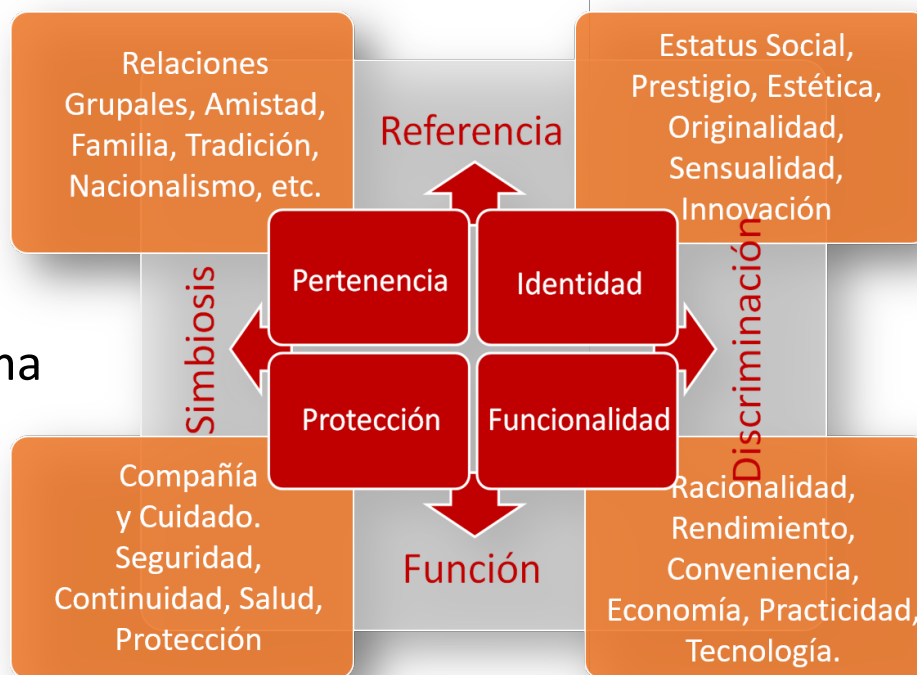 Relaciones
Grupales, Amistad,
Familia, Tradición,
Nacionalismo, etc.
Referencia
Estatus Social,
Prestigio, Estética,
Originalidad,
Sensualidad,
Innovación
Pertenencia
Identidad
Simbiosis
Discriminación
Protección
Funcionalidad
Compañía
y Cuidado.
Seguridad,
Continuidad, Salud,
Protección
Función
Racionalidad,
Rendimiento,
Conveniencia,
Economía, Practicidad,
Tecnología.